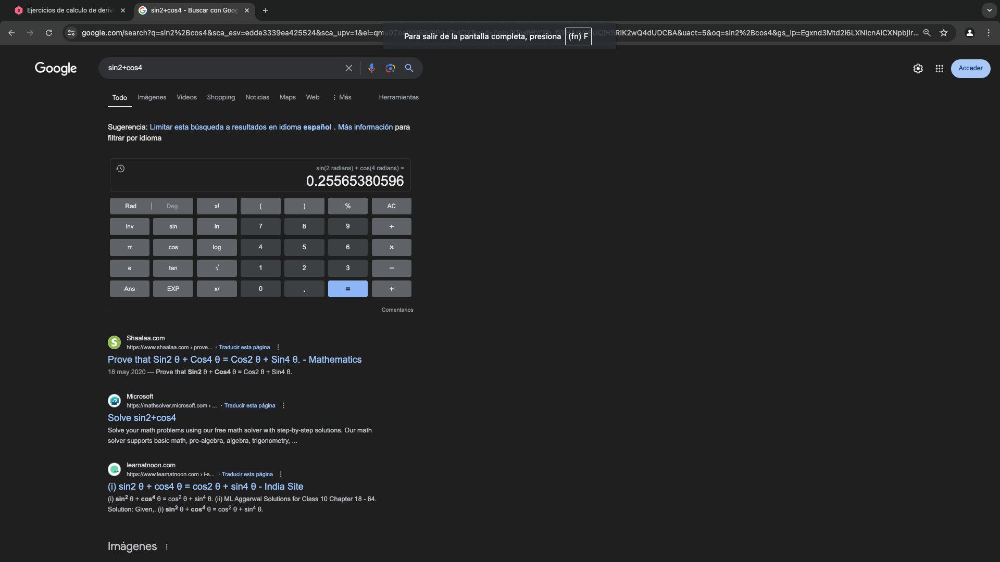 Ejercicios de calculo de deriva
sin2+cos4 - Buscar con Goog
google.com/search?q=sin2%2Bcos4&sca_esv=edde3339ea425524&sca_upv=1&ei=qm
RIK2wQ4dUDCBA&uact=5&oq=sin2%2Bcos4&gs_lp=Egxnd3Mtd2l6LXNlcnAiCXNpbjIr...
Para salir de la pantalla completa, presiona (fn) F
Google
sin2+cos4
Acceder
Todo Imágenes Videos Shopping Noticias Maps Web Más Herramientas
Sugerencia: Limitar esta búsqueda a resultados en idioma español . Más información para
filtrar por idioma
sin(2 radians) + cos(4 radians) =
0.25565380596
Rad | Deg x! ( ) % AC
Inv sin ln 7 8 9 ÷
π cos log 4 5 6 ×
e tan √ 1 2 3 −
Ans EXP xʸ 0 . = +
Comentarios
Shaalaa.com
https://www.shaalaa.com › prove... · Traducir esta página
Prove that Sin2 θ + Cos4 θ = Cos2 θ + Sin4 θ. - Mathematics
18 may 2020 — Prove that Sin2 θ + Cos4 θ = Cos2 θ + Sin4 θ.
Microsoft
https://mathsolver.microsoft.com › ... · Traducir esta página
Solve sin2+cos4
Solve your math problems using our free math solver with step-by-step solutions. Our math
solver supports basic math, pre-algebra, algebra, trigonometry, ...
learnatnoon.com
https://www.learnatnoon.com › i-s... · Traducir esta página
(i) sin2 θ + cos4 θ = cos2 θ + sin4 θ - India Site
(i) sin² θ + cos⁴ θ = cos² θ + sin⁴ θ. (ii) ML Aggarwal Solutions for Class 10 Chapter 18 - 64.
Solution: Given,. (i) sin² θ + cos⁴ θ = cos² θ + sin⁴ θ.
Imágenes